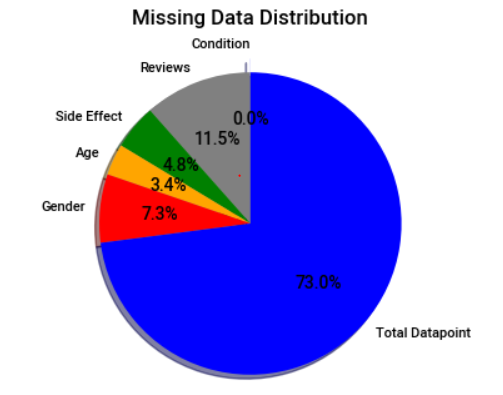 Missing Data Distribution
Condition
Reviews
0.0%
Side Effect
11.5%
Age
4.8%
3.4%
Gender
7.3%
73.0%
Total Datapoint